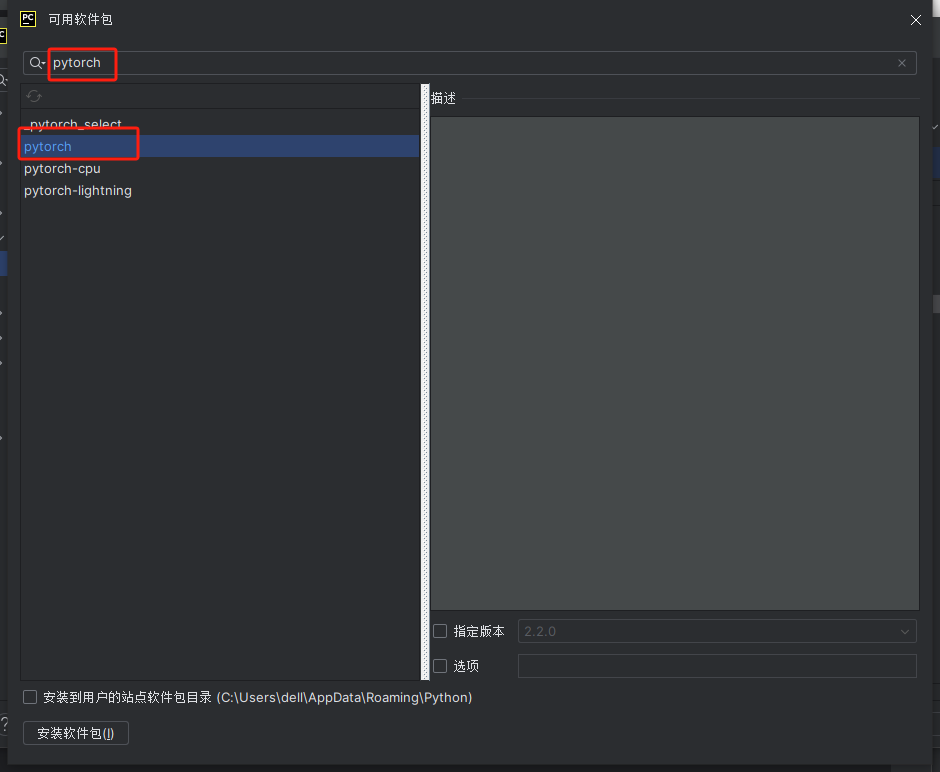 PC 可用软件包
pytorch
描述
_pytorch_select
pytorch
pytorch-cpu
pytorch-lightning
指定版本 2.2.0
选项
安装到用户的站点软件包目录 (C:\Users\dell\AppData\Roaming\Python)
安装软件包(I)
?